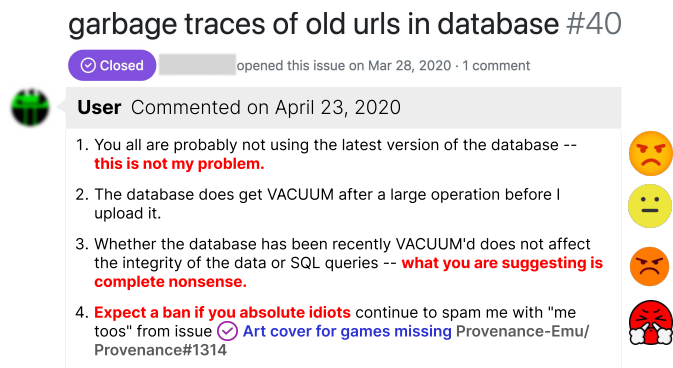 garbage traces of old urls in database #40
Closed opened this issue on Mar 28, 2020 · 1 comment
User Commented on April 23, 2020
1. You all are probably not using the latest version of the database --
this is not my problem.
2. The database does get VACUUM after a large operation before I
upload it.
3. Whether the database has been recently VACUUM'd does not affect
the integrity of the data or SQL queries -- what you are suggesting is
complete nonsense.
4. Expect a ban if you absolute idiots continue to spam me with "me
toos" from issue Art cover for games missing Provenance-Emu/
Provenance#1314